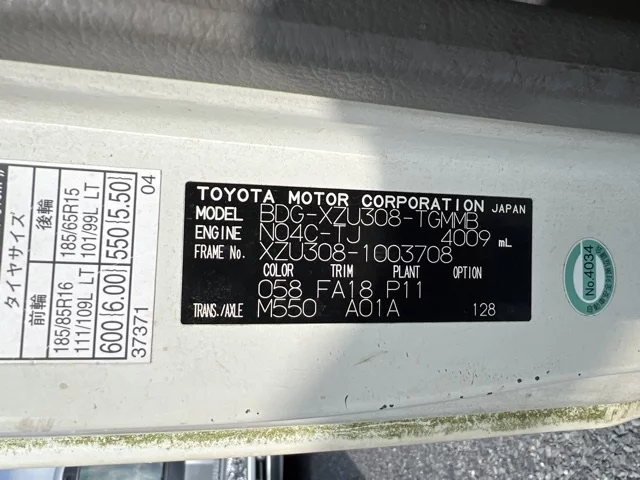 TOYOTA MOTOR CORPORATION JAPAN
MODEL BDG-XZU308-TGMMB
ENGINE N04C-TJ 4009 mL
FRAME No. XZU308-1003708
COLOR TRIM PLANT OPTION
058 FA18 P11
TRANS./AXLE M550 A01A 128
タイヤサイズ
前輪 後輪
185/85R16 185/65R15
111/109L LT 101/99L LT
600(6.00) 550(5.50)
37371 04
No.4034